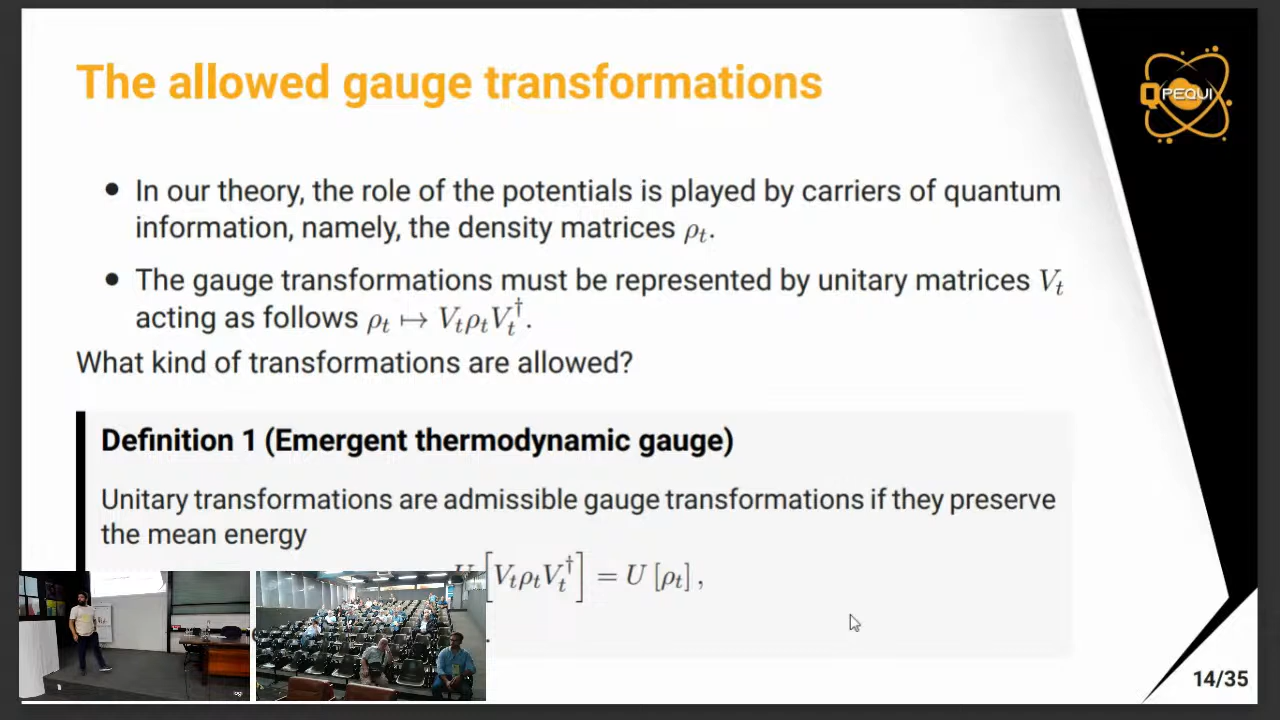 The allowed gauge transformations
QPEQUI
• In our theory, the role of the potentials is played by carriers of quantum
information, namely, the density matrices ρ_t.
• The gauge transformations must be represented by unitary matrices V_t
acting as follows ρ_t ↦ V_t ρ_t V_t^†.
What kind of transformations are allowed?
Definition 1 (Emergent thermodynamic gauge)
Unitary transformations are admissible gauge transformations if they preserve
the mean energy
U [V_t ρ_t V_t^†] = U [ρ_t] ,
.
14/35